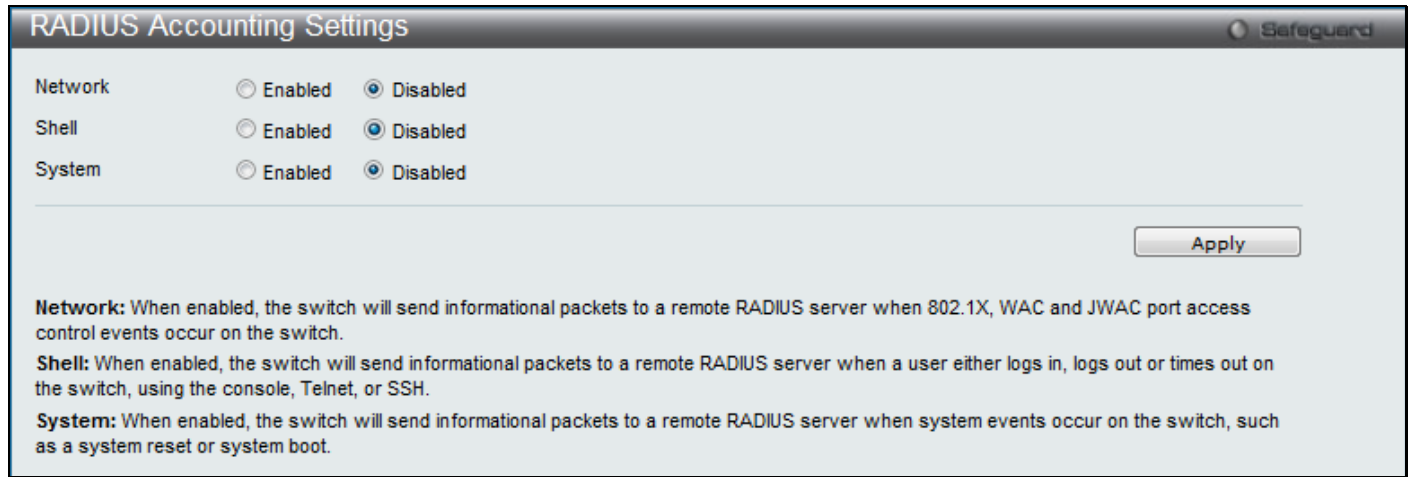 RADIUS Accounting Settings
Safeguard
Network Enabled Disabled
Shell Enabled Disabled
System Enabled Disabled
Apply
Network: When enabled, the switch will send informational packets to a remote RADIUS server when 802.1X, WAC and JWAC port access
control events occur on the switch.
Shell: When enabled, the switch will send informational packets to a remote RADIUS server when a user either logs in, logs out or times out on
the switch, using the console, Telnet, or SSH.
System: When enabled, the switch will send informational packets to a remote RADIUS server when system events occur on the switch, such
as a system reset or system boot.